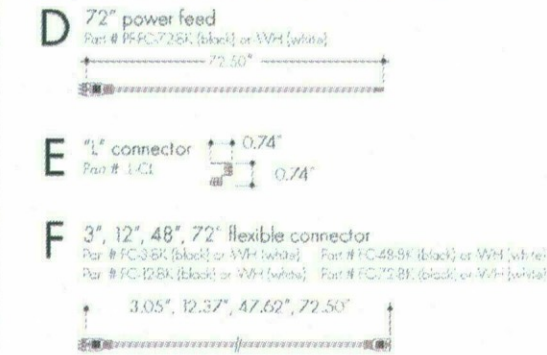 D 72" power feed
Part # PF-FC-72-BK (black) or -WH (white)
72.50"
E "L" connector
Part # L-CL
0.74"
0.74"
F 3", 12", 48", 72" flexible connector
Part # FC-3-BK (black) or -WH (white) Part # FC-48-BK (black) or -WH (white)
Part # FC-12-BK (black) or -WH (white) Part # FC-72-BK (black) or -WH (white)
3.05", 12.37", 47.62", 72.50"